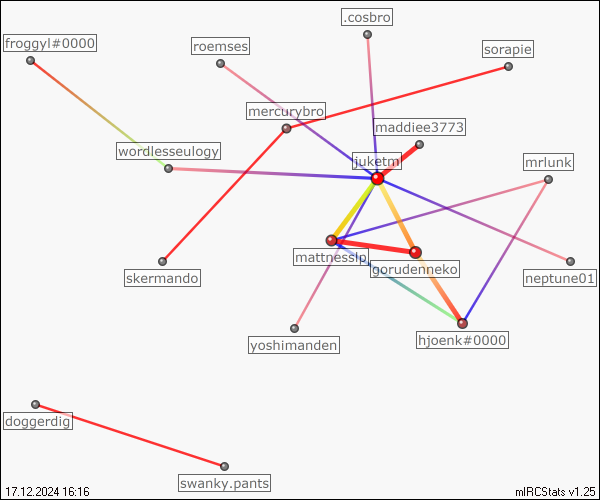 .cosbro
froggyl#0000
roemses
sorapie
mercurybro
maddiee3773
wordlesseulogy
juketn
mrlunk
mattnesslp
gorudenneko
skermando
neptune01
yoshimanden
hjoenk#0000
doggerdig
swanky.pants
17.12.2024 16:16
mIRCStats v1.25